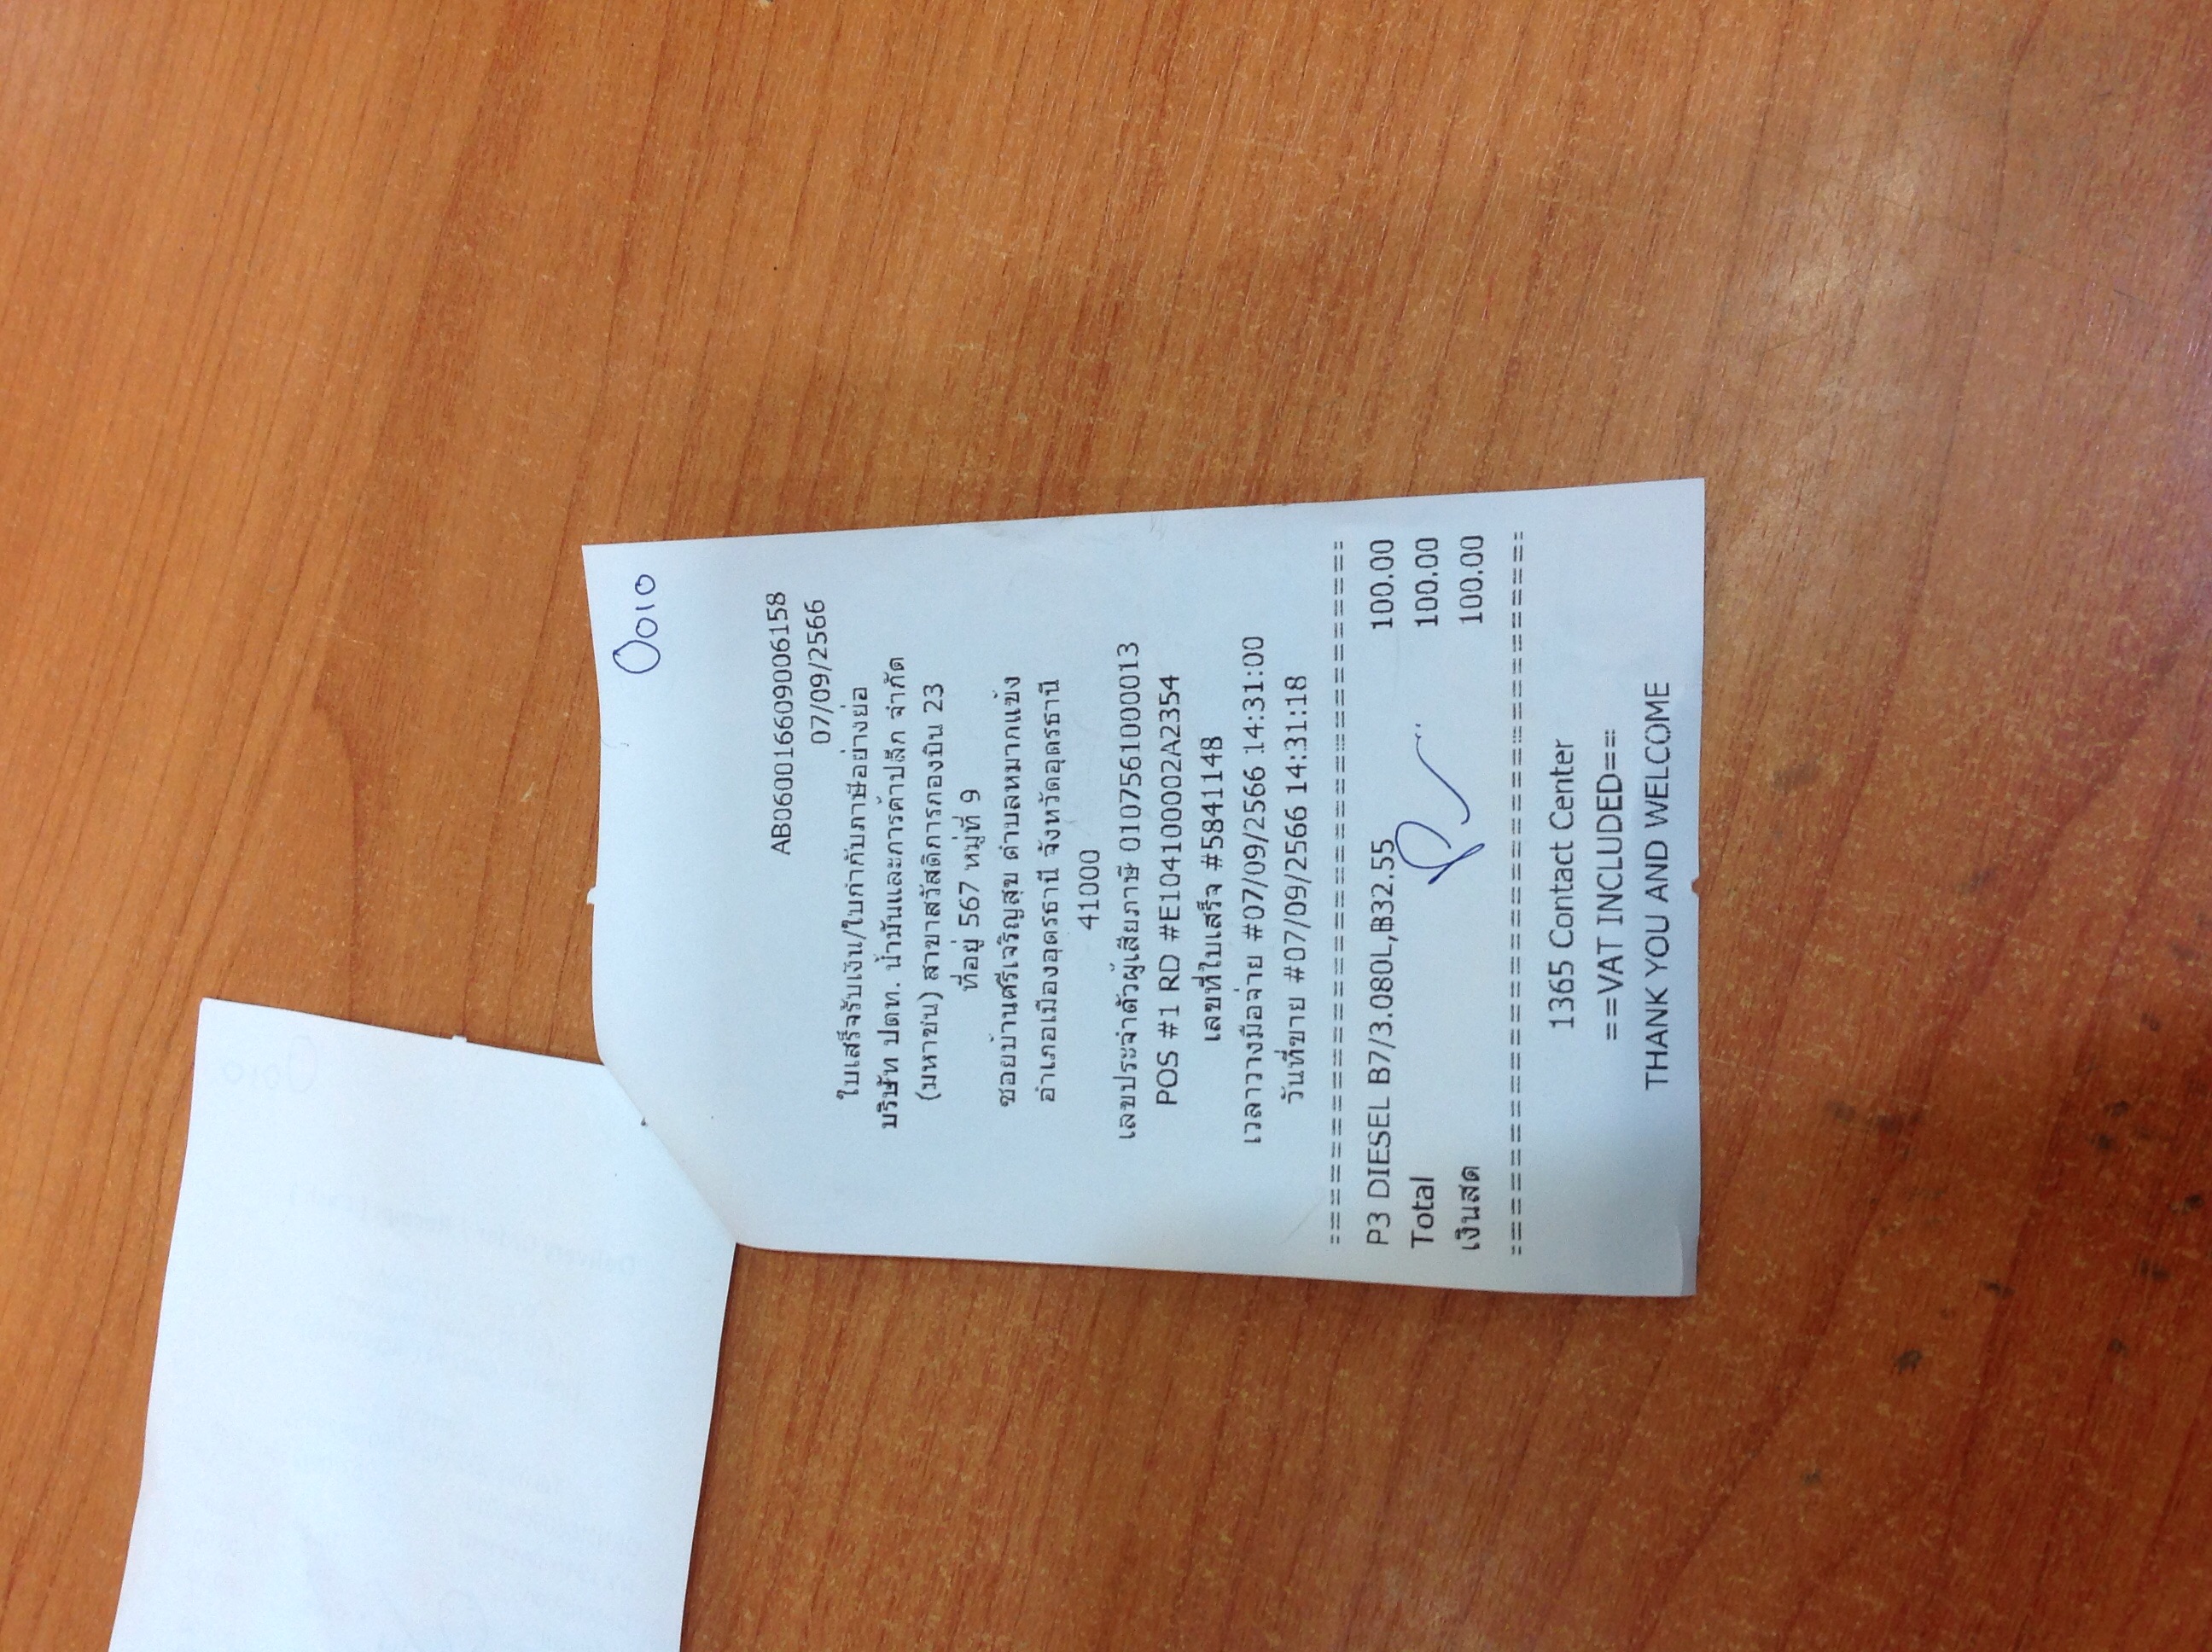 0010
AB0600166090006158
07/09/2566
ใบเสร็จรับเงิน/ใบกำกับภาษีอย่างย่อ
บริษัท ปตท. น้ำมันและการค้าปลีก จำกัด
(มหาชน) สาขาสวัสดิการกองบิน 23
ที่อยู่ 567 หมู่ที่ 9
ซอยบ้านศรีเจริญสุข ตำบลหมากแข้ง
อำเภอเมืองอุดรธานี จังหวัดอุดรธานี
41000
เลขประจำตัวผู้เสียภาษี 0107561000013
POS #1 RD #E104100002A2354
เลขที่ใบเสร็จ #5841148
เวลาวางมือจ่าย #07/09/2566 14:31:00
วันที่ขาย #07/09/2566 14:31:18
P3 DIESEL B7/3.080L,฿32.55 100.00
Total 100.00
เงินสด 100.00
1365 Contact Center
==VAT INCLUDED==
THANK YOU AND WELCOME